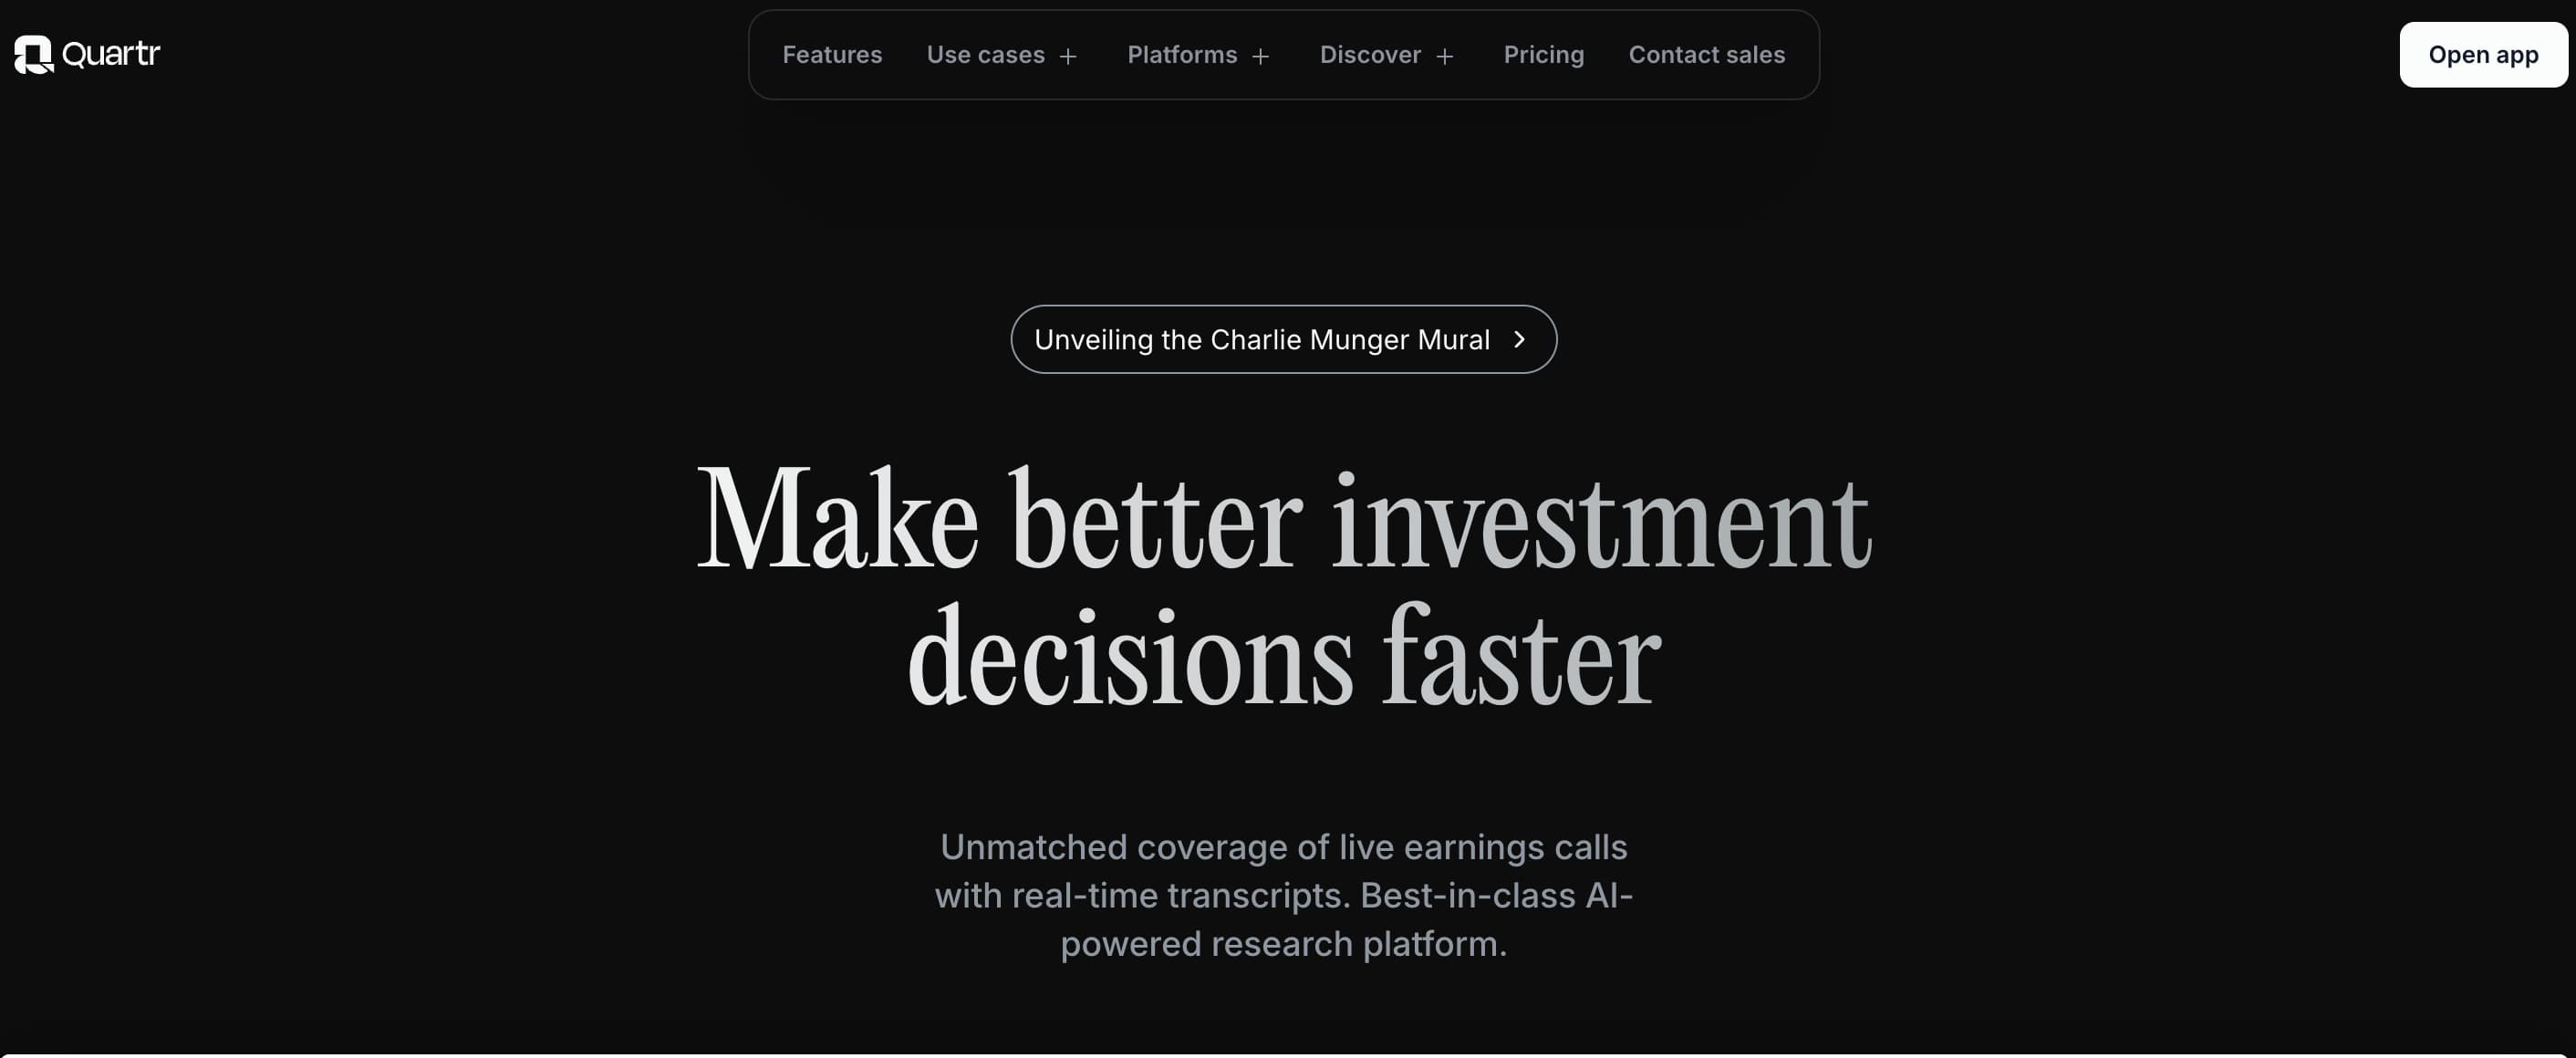 Quartr
Features Use cases + Platforms + Discover + Pricing Contact sales
Open app
Unveiling the Charlie Munger Mural >
Make better investment
decisions faster
Unmatched coverage of live earnings calls
with real-time transcripts. Best-in-class AI-
powered research platform.